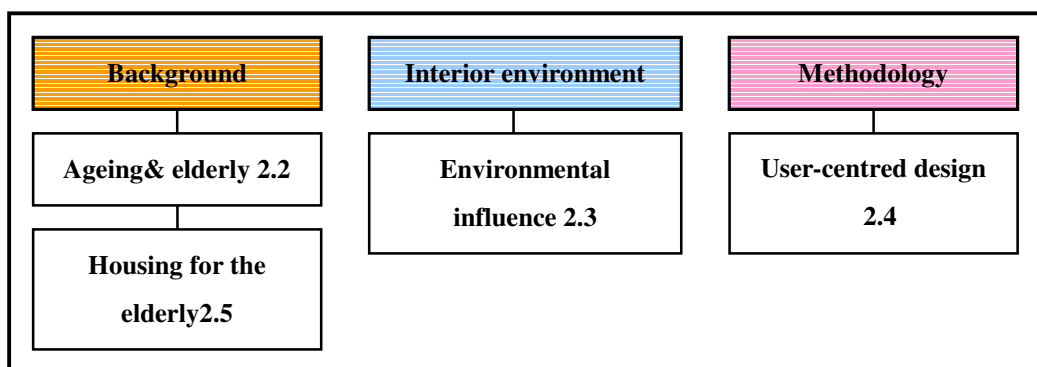 Background
Ageing& elderly 2.2
Housing for the
elderly2.5
Interior environment
Environmental
influence 2.3
Methodology
User-centred design
2.4